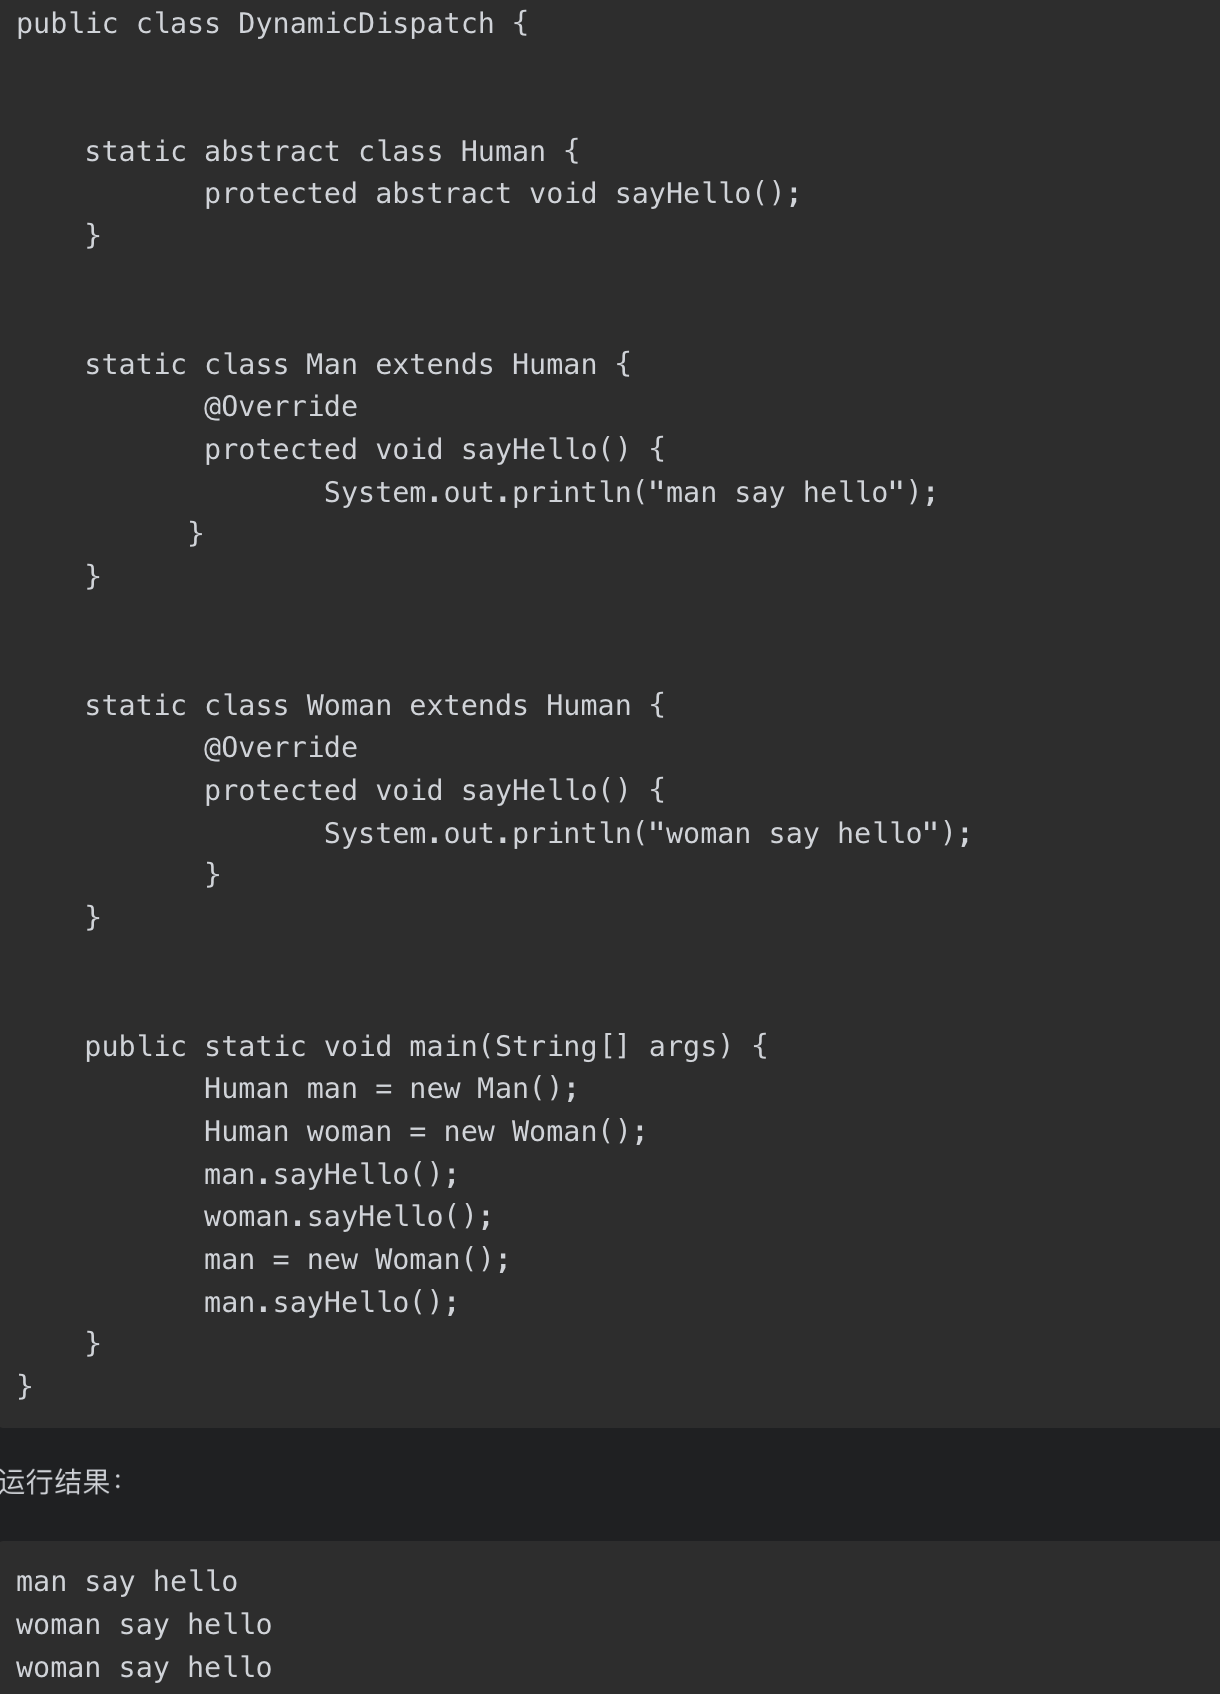 public class DynamicDispatch {
    static abstract class Human {
           protected abstract void sayHello();
    }
    static class Man extends Human {
           @Override
           protected void sayHello() {
                  System.out.println("man say hello");
          }
    }
    static class Woman extends Human {
           @Override
           protected void sayHello() {
                  System.out.println("woman say hello");
           }
    }
    public static void main(String[] args) {
           Human man = new Man();
           Human woman = new Woman();
           man.sayHello();
           woman.sayHello();
           man = new Woman();
           man.sayHello();
    }
}
运行结果：
man say hello
woman say hello
woman say hello